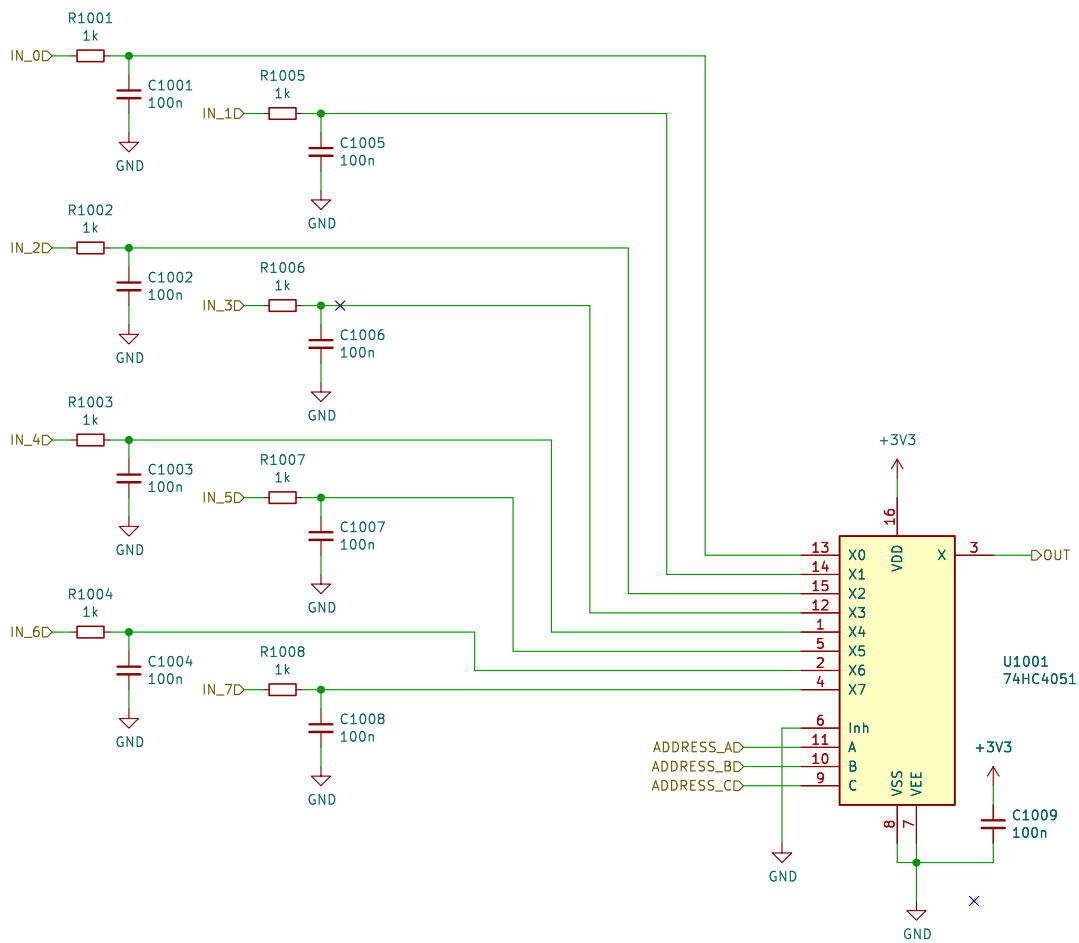 R1001
1k
IN_0
C1001
100n
GND
R1005
1k
IN_1
C1005
100n
GND
R1002
1k
IN_2
C1002
100n
GND
R1006
1k
IN_3
C1006
100n
GND
R1003
1k
IN_4
C1003
100n
GND
R1007
1k
IN_5
C1007
100n
GND
R1004
1k
IN_6
C1004
100n
GND
R1008
1k
IN_7
C1008
100n
GND
+3V3
16
VDD
13 X0
X 3 OUT
14 X1
15 X2
12 X3
1 X4
5 X5
2 X6
4 X7
U1001
74HC4051
6 Inh
ADDRESS_A 11 A
ADDRESS_B 10 B
ADDRESS_C 9 C
VSS
VEE
8
7
+3V3
C1009
100n
GND
GND